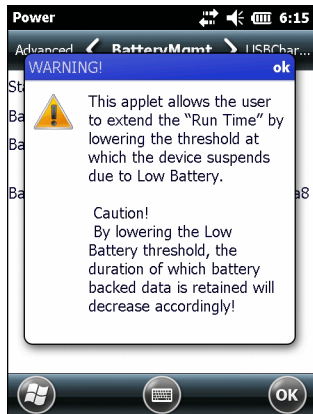 Power 6:15
Advanced BatteryMgmt USBChar...
WARNING! ok
This applet allows the user
to extend the “Run Time” by
lowering the threshold at
which the device suspends
due to Low Battery.
Caution!
By lowering the Low
Battery threshold, the
duration of which battery
backed data is retained will
decrease accordingly!
OK